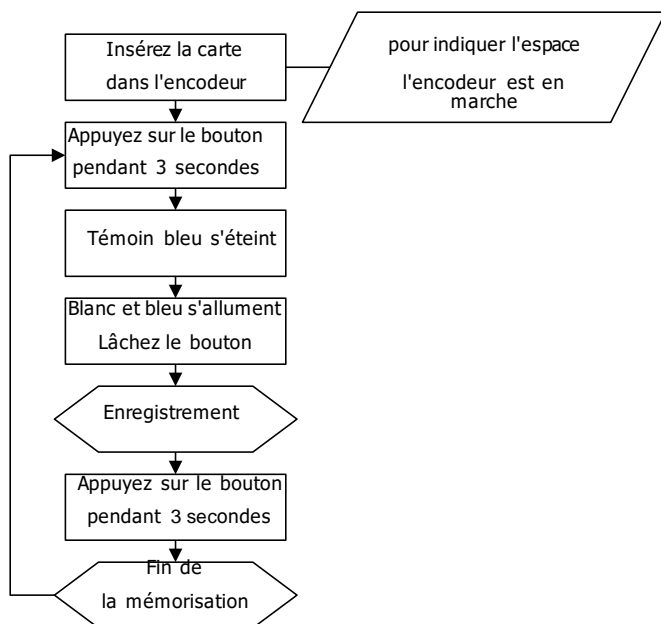 Insérez la carte
dans l'encodeur
pour indiquer l'espace
l'encodeur est en
marche
Appuyez sur le bouton
pendant 3 secondes
Témoin bleu s'éteint
Blanc et bleu s'allument
Lâchez le bouton
Enregistrement
Appuyez sur le bouton
pendant 3 secondes
Fin de
la mémorisation